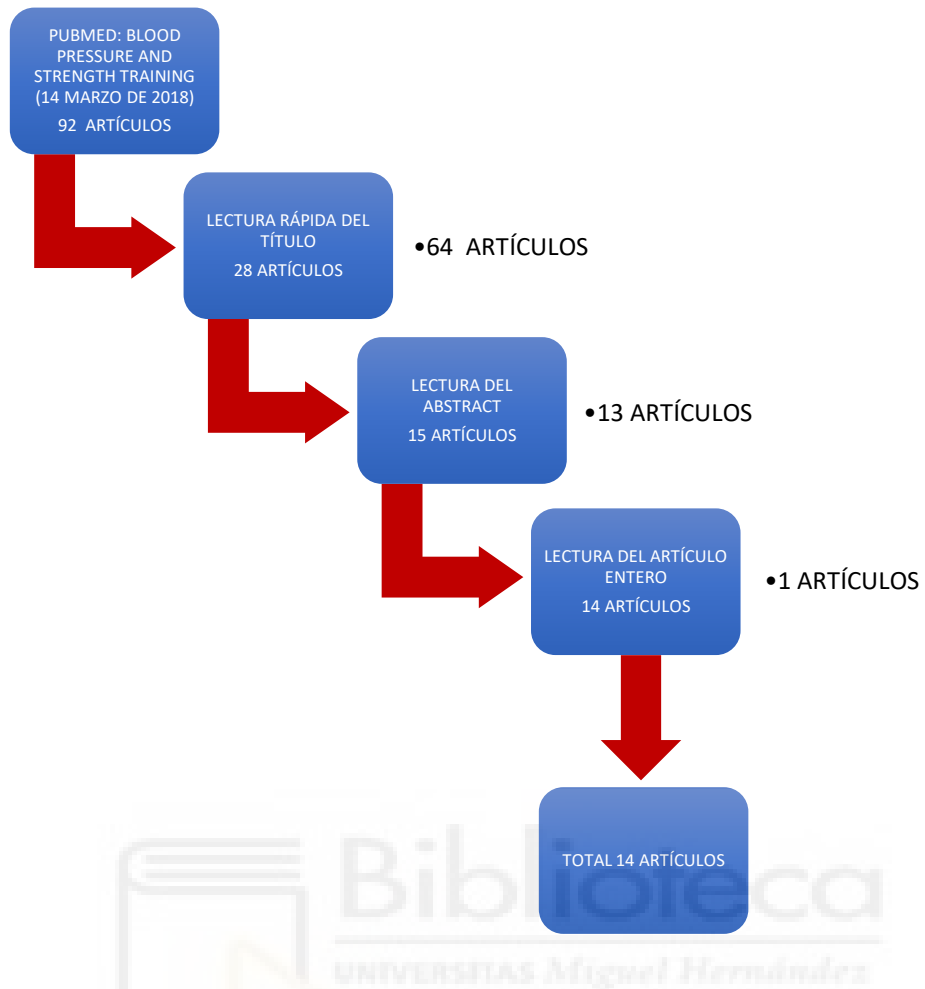 PUBMED: BLOOD
PRESSURE AND
STRENGTH TRAINING
(14 MARZO DE 2018)
92 ARTÍCULOS
LECTURA RÁPIDA DEL
TÍTULO
28 ARTÍCULOS
•64 ARTÍCULOS
LECTURA DEL
ABSTRACT
15 ARTÍCULOS
•13 ARTÍCULOS
LECTURA DEL ARTÍCULO
ENTERO
14 ARTÍCULOS
•1 ARTÍCULOS
TOTAL 14 ARTÍCULOS
Biblioteca
UNIVERSITAS Miguel Hernández